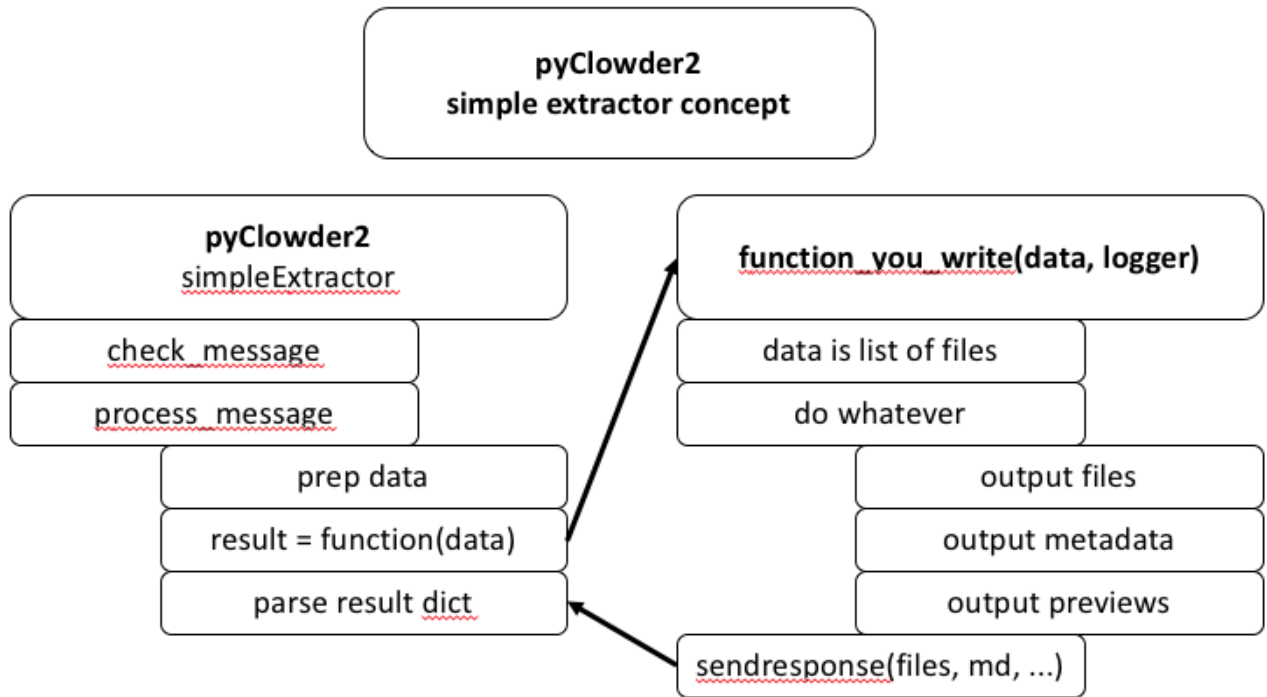 pyClowder2
simple extractor concept
pyClowder2
simpleExtractor
check_message
process_message
prep data
result = function(data)
parse result dict
function_you_write(data, logger)
data is list of files
do whatever
output files
output metadata
output previews
sendresponse(files, md, ...)